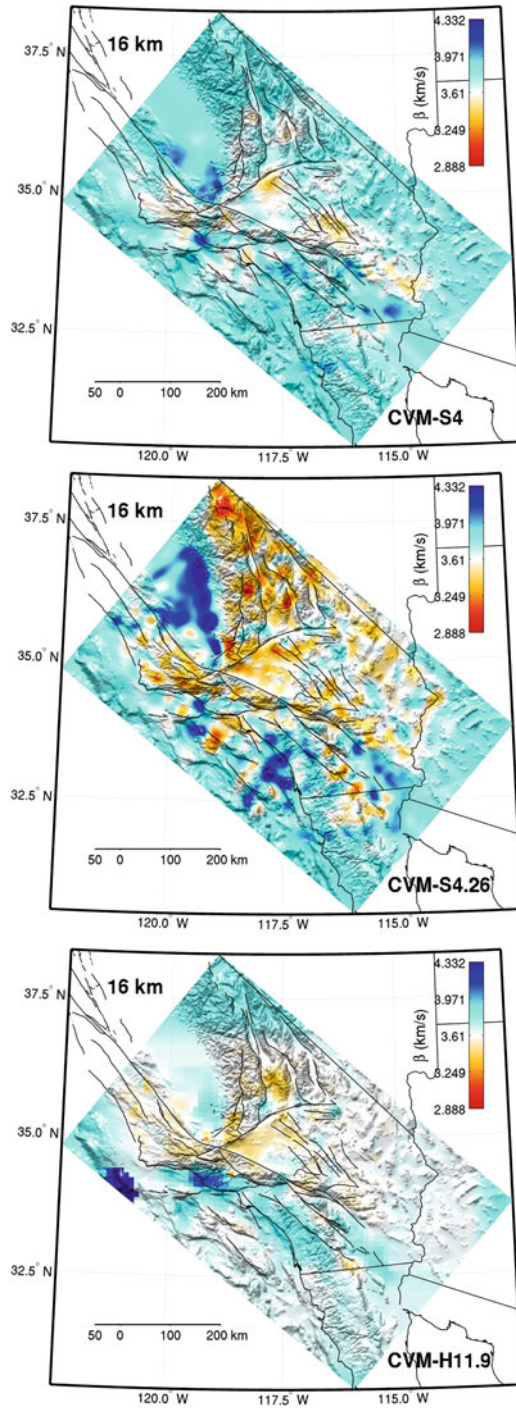 16 km
37.5° N
35.0° N
32.5° N
120.0° W
117.5° W
115.0° W
50 0 100 200 km
β (km/s)
4.332
3.971
3.61
3.249
2.888
CVM-S4
16 km
37.5° N
35.0° N
32.5° N
120.0° W
117.5° W
115.0° W
50 0 100 200 km
β (km/s)
4.332
3.971
3.61
3.249
2.888
CVM-S4.26
16 km
37.5° N
35.0° N
32.5° N
120.0° W
117.5° W
115.0° W
50 0 100 200 km
β (km/s)
4.332
3.971
3.61
3.249
2.888
CVM-H11.9